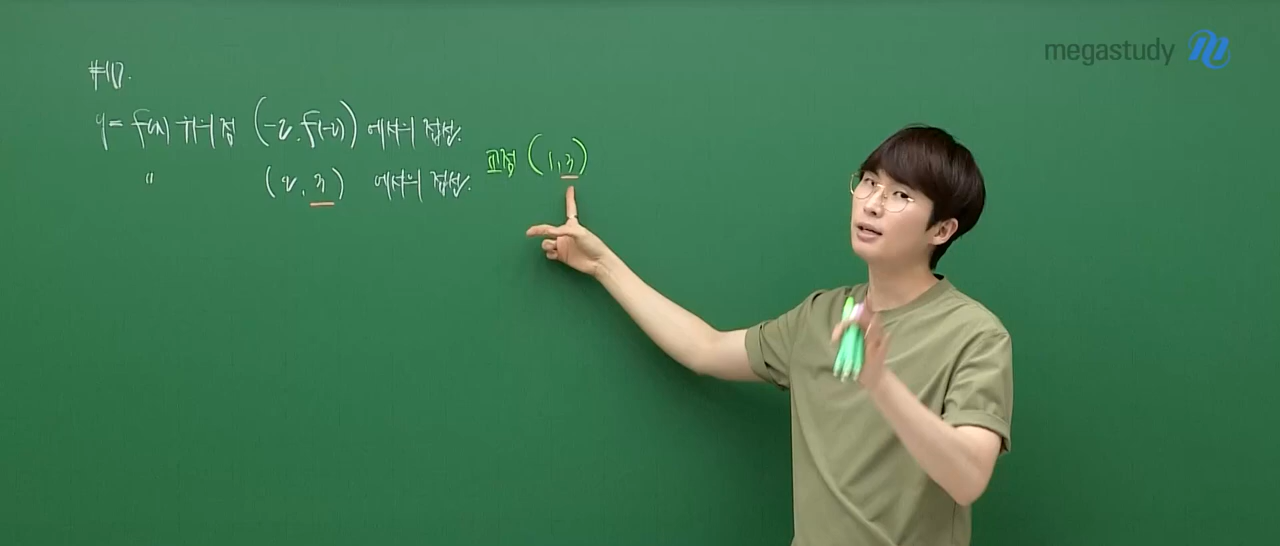 megastudy
#10.
y = f(x) 위의 점 (-2, f(-2)) 에서의 접선.
〃 (2, 3) 에서의 접선.
교점 (1, 3)